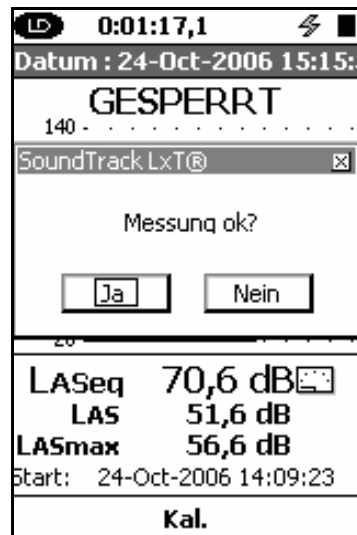 LD 0:01:17,1
Datum : 24-Oct-2006 15:15:
GESPERRT
140
SoundTrack LxT®
Messung ok?
Ja Nein
20
LASeq 70,6 dB
LAS 51,6 dB
LASmax 56,6 dB
Start: 24-Oct-2006 14:09:23
Kal.